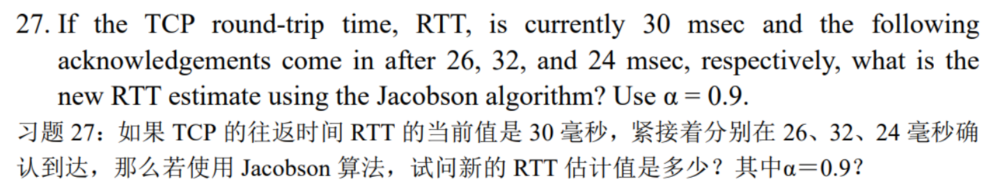 27. If the TCP round-trip time, RTT, is currently 30 msec and the following
acknowledgements come in after 26, 32, and 24 msec, respectively, what is the
new RTT estimate using the Jacobson algorithm? Use α = 0.9.
习题 27：如果 TCP 的往返时间 RTT 的当前值是 30 毫秒，紧接着分别在 26、32、24 毫秒确
认到达，那么若使用 Jacobson 算法，试问新的 RTT 估计值是多少？其中α＝0.9？